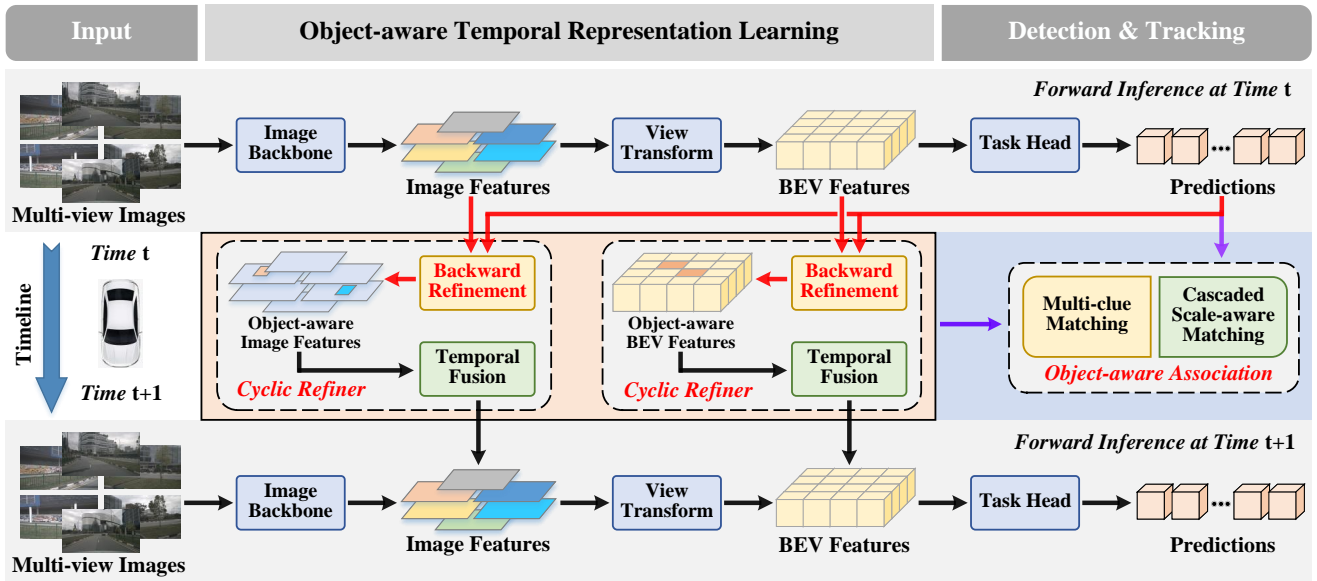 Input
Object-aware Temporal Representation Learning
Detection & Tracking
Forward Inference at Time t
Image
Backbone
View
Transform
Task Head
Multi-view Images
Image Features
BEV Features
Predictions
Timeline
Time t
Time t+1
Backward
Refinement
Object-aware
Image Features
Temporal
Fusion
Cyclic Refiner
Backward
Refinement
Object-aware
BEV Features
Temporal
Fusion
Cyclic Refiner
Multi-clue
Matching
Cascaded
Scale-aware
Matching
Object-aware Association
Forward Inference at Time t+1
Image
Backbone
View
Transform
Task Head
Multi-view Images
Image Features
BEV Features
Predictions